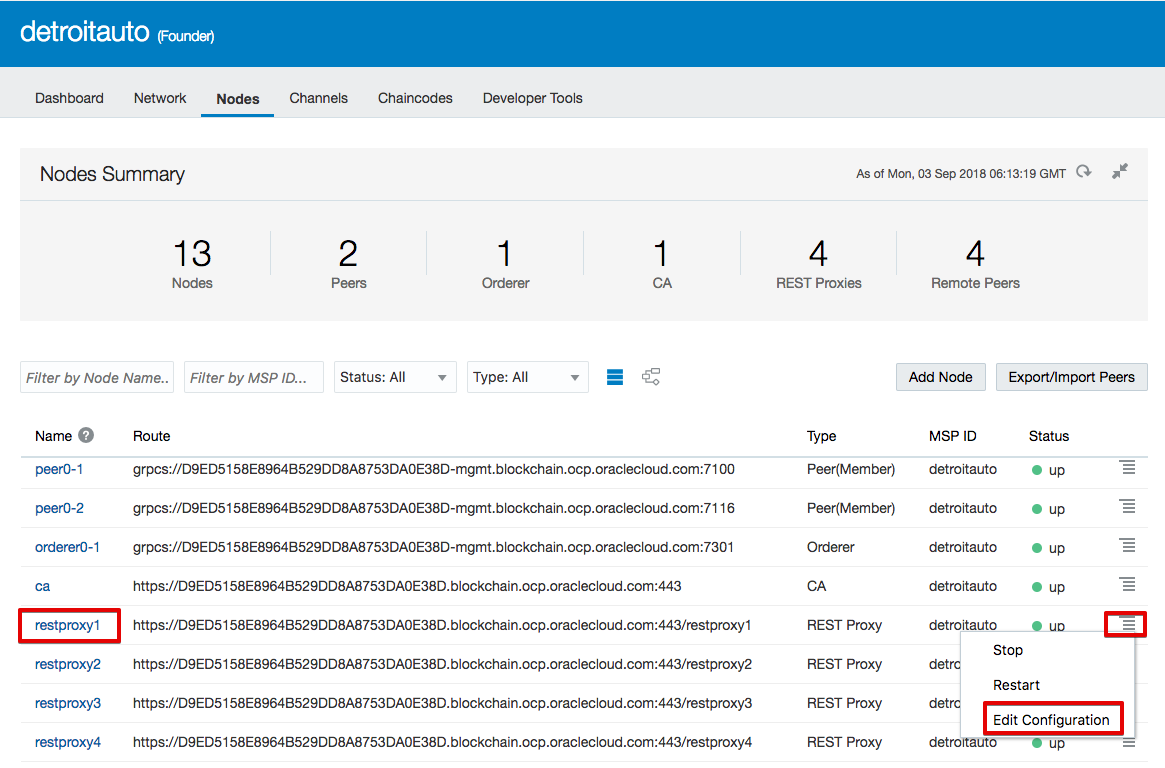 detroitauto (Founder)
Dashboard Network Nodes Channels Chaincodes Developer Tools
Nodes Summary As of Mon, 03 Sep 2018 06:13:19 GMT
13 2 1 1 4 4
Nodes Peers Orderer CA REST Proxies Remote Peers
Filter by Node Name.. Filter by MSP ID... Status: All Type: All Add Node Export/Import Peers
Name ? Route Type MSP ID Status
peer0-1 grpcs://D9ED5158E8964B529DD8A8753DA0E38D-mgmt.blockchain.ocp.oraclecloud.com:7100 Peer(Member) detroitauto up
peer0-2 grpcs://D9ED5158E8964B529DD8A8753DA0E38D-mgmt.blockchain.ocp.oraclecloud.com:7116 Peer(Member) detroitauto up
orderer0-1 grpcs://D9ED5158E8964B529DD8A8753DA0E38D-mgmt.blockchain.ocp.oraclecloud.com:7301 Orderer detroitauto up
ca https://D9ED5158E8964B529DD8A8753DA0E38D.blockchain.ocp.oraclecloud.com:443 CA detroitauto up
restproxy1 https://D9ED5158E8964B529DD8A8753DA0E38D.blockchain.ocp.oraclecloud.com:443/restproxy1 REST Proxy detroitauto up
Stop
restproxy2 https://D9ED5158E8964B529DD8A8753DA0E38D.blockchain.ocp.oraclecloud.com:443/restproxy2 REST Proxy detro
Restart
restproxy3 https://D9ED5158E8964B529DD8A8753DA0E38D.blockchain.ocp.oraclecloud.com:443/restproxy3 REST Proxy detro
Edit Configuration
restproxy4 https://D9ED5158E8964B529DD8A8753DA0E38D.blockchain.ocp.oraclecloud.com:443/restproxy4 REST Proxy detroitauto up